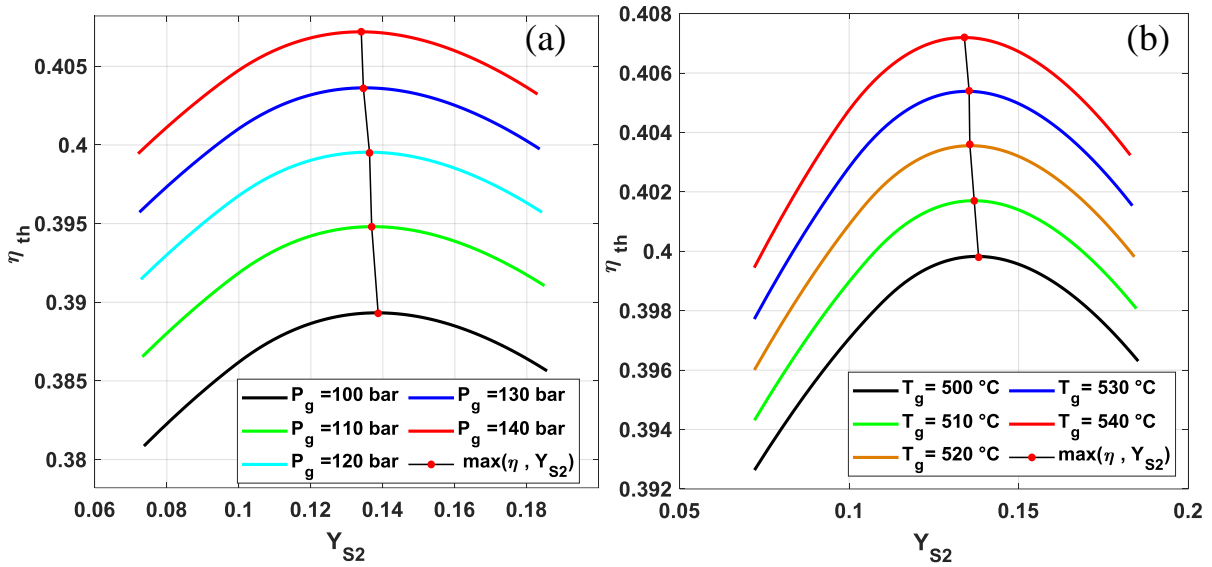 (a)
0.405
0.4
0.395
0.39
0.385
0.38
η th
0.06 0.08 0.1 0.12 0.14 0.16 0.18
Y S2
P g =100 bar P g =130 bar
P g =110 bar P g =140 bar
P g =120 bar max(η , Y S2)
(b)
0.408
0.406
0.404
0.402
0.4
0.398
0.396
0.394
0.392
η th
0.05 0.1 0.15 0.2
Y S2
T g = 500 °C T g = 530 °C
T g = 510 °C T g = 540 °C
T g = 520 °C max(η , Y S2)